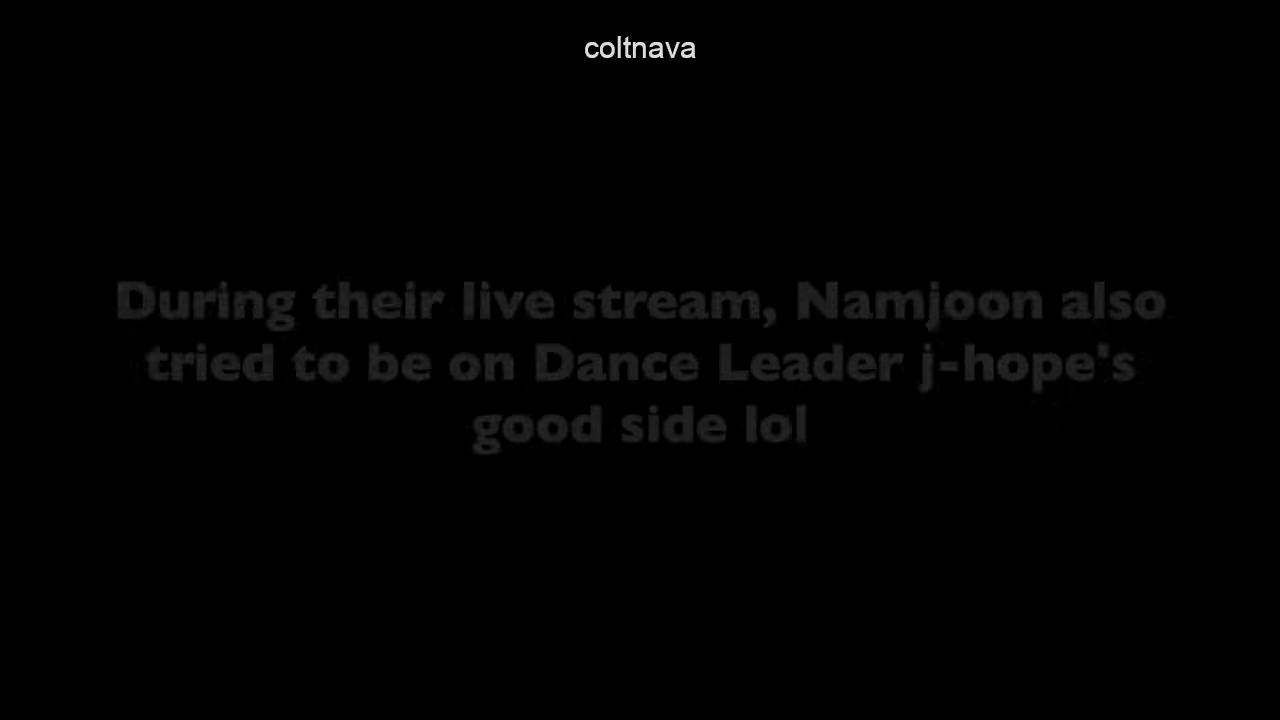 coltnava
During their live stream, Namjoon also
tried to be on Dance Leader j-hope's
good side lol